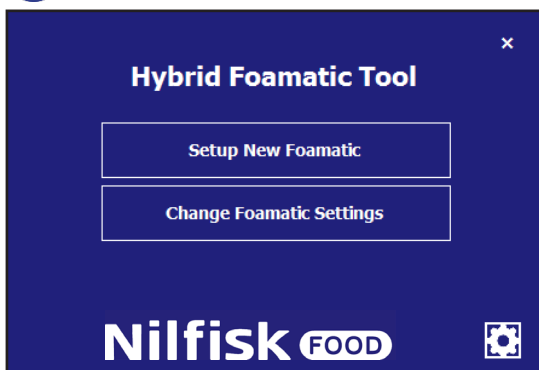 ×
Hybrid Foamatic Tool
Setup New Foamatic
Change Foamatic Settings
Nilfisk FOOD